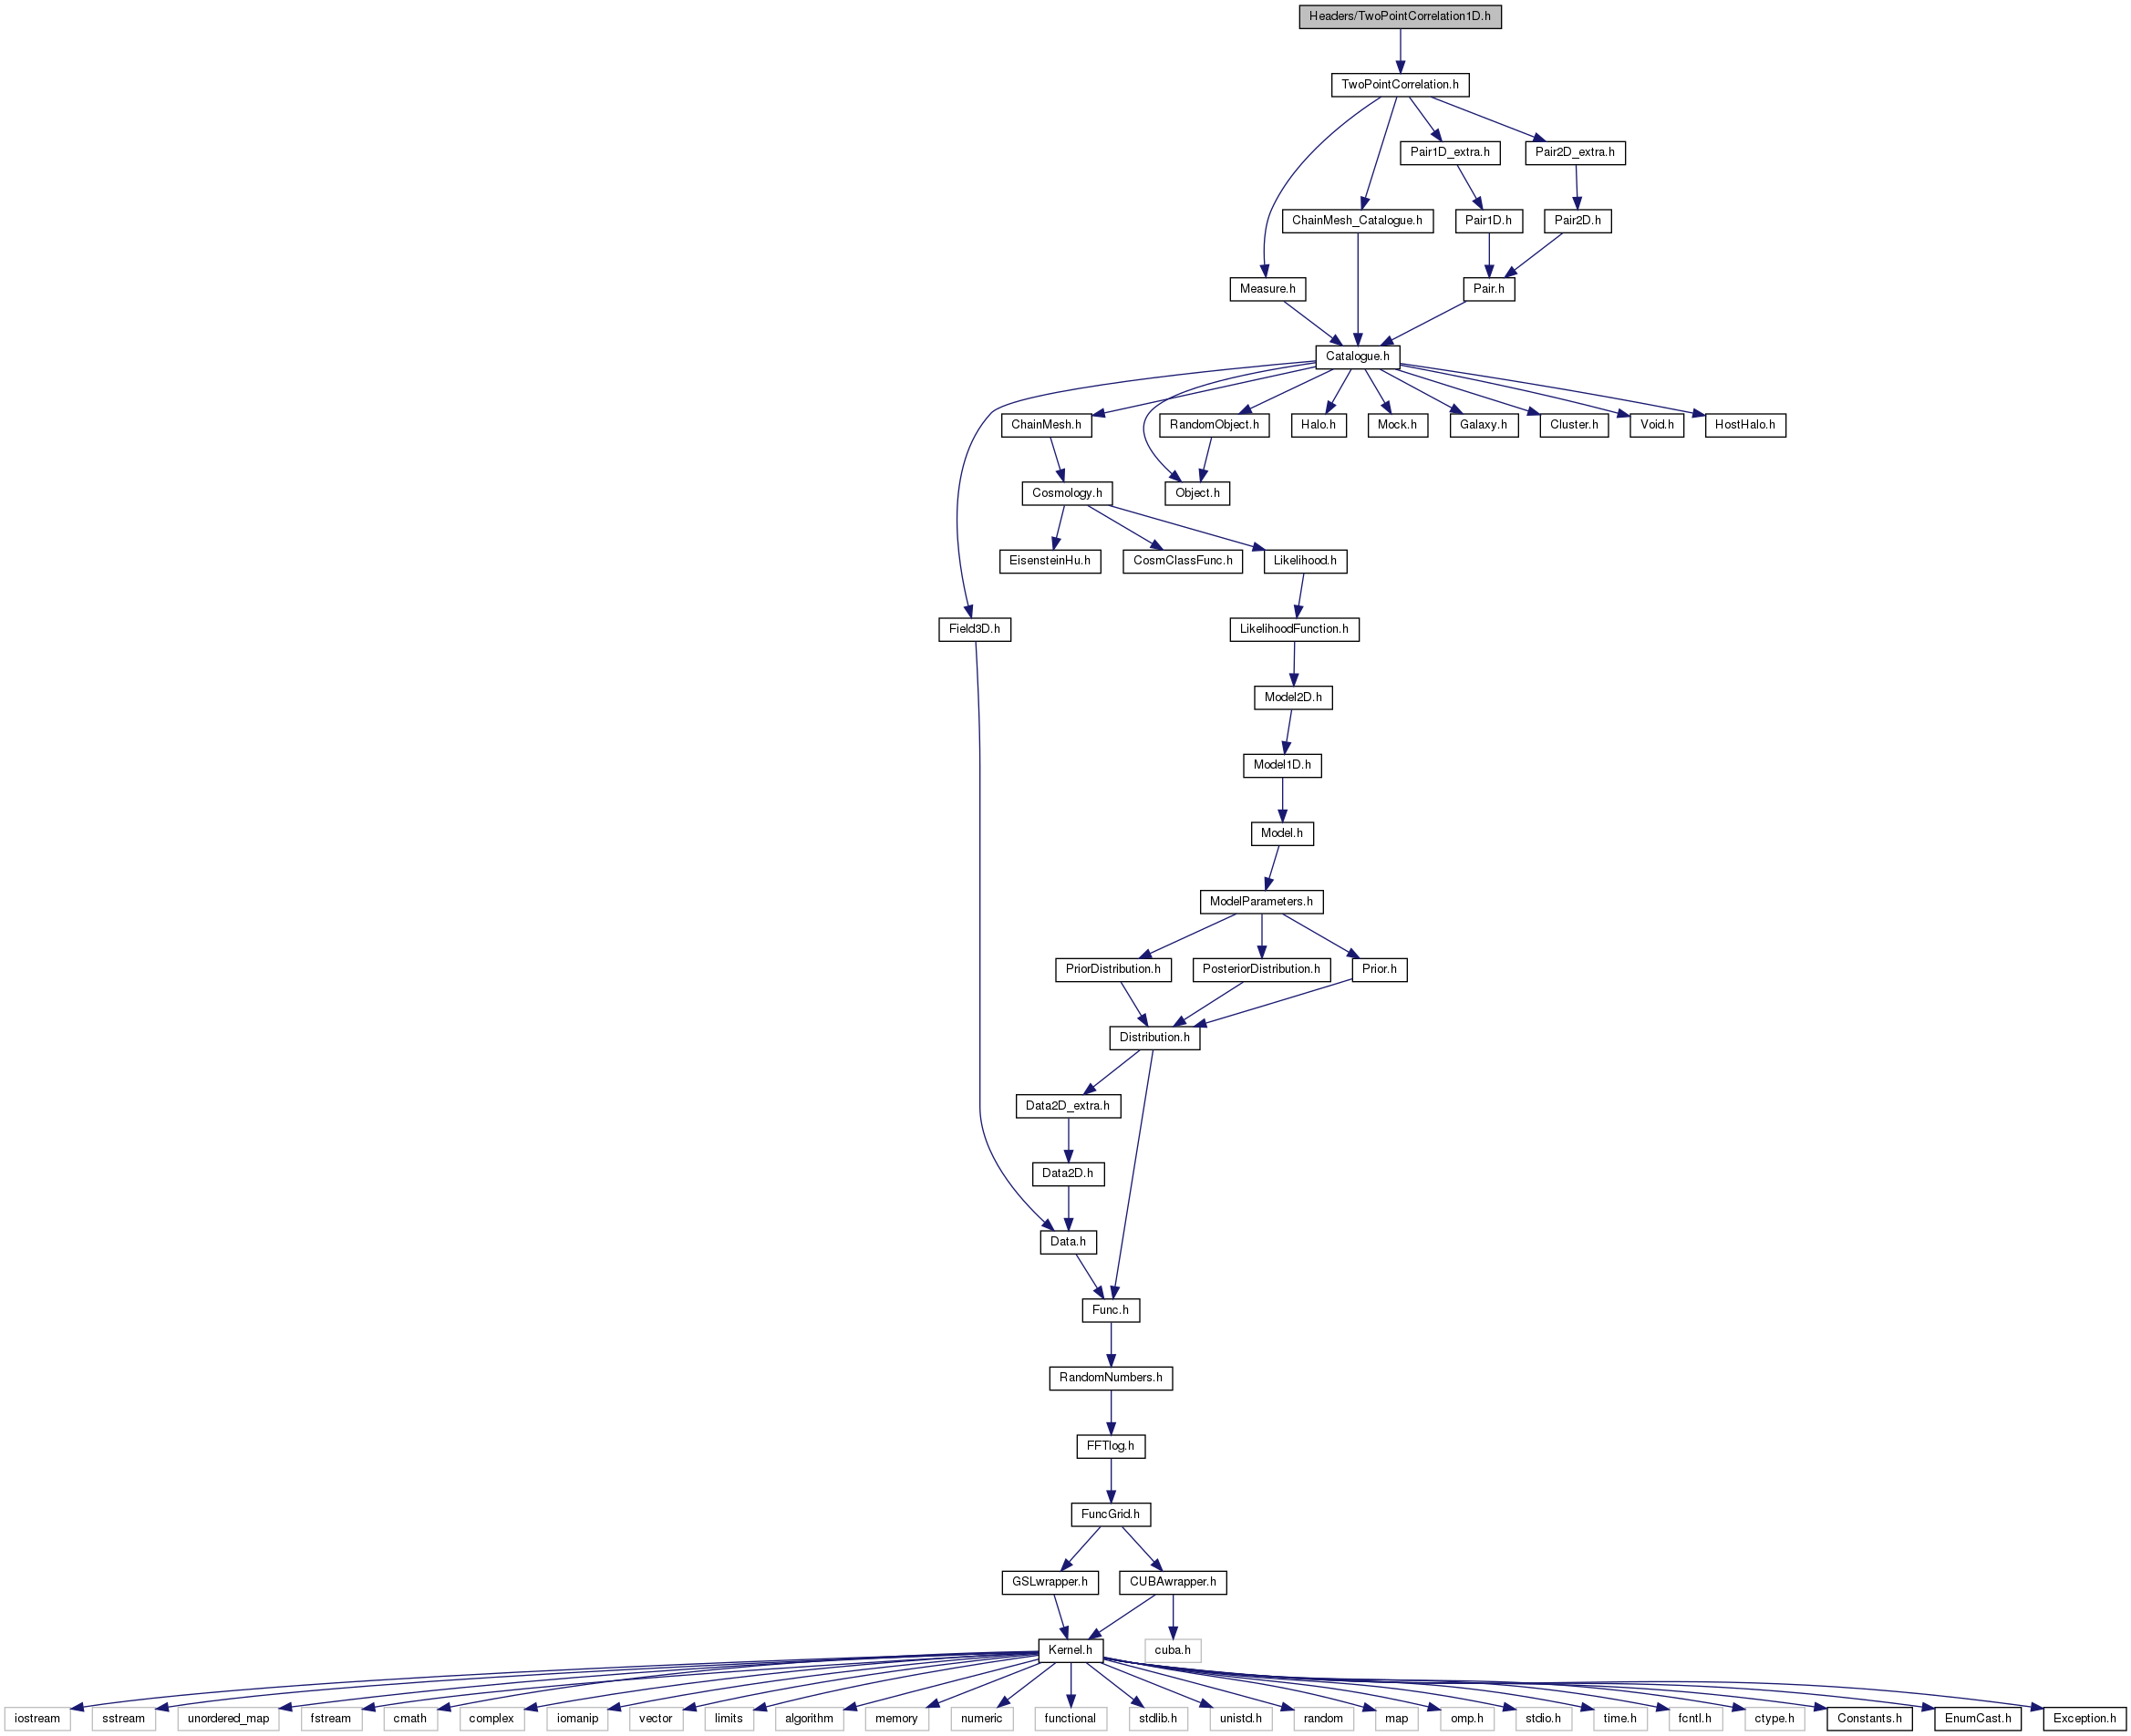 Headers/TwoPointCorrelation1D.h
TwoPointCorrelation.h
Pair1D_extra.h
Pair2D_extra.h
ChainMesh_Catalogue.h
Pair1D.h
Pair2D.h
Measure.h
Pair.h
Catalogue.h
ChainMesh.h
RandomObject.h
Halo.h
Mock.h
Galaxy.h
Cluster.h
Void.h
HostHalo.h
Cosmology.h
Object.h
EisensteinHu.h
CosmClassFunc.h
Likelihood.h
Field3D.h
LikelihoodFunction.h
Model2D.h
Model1D.h
Model.h
ModelParameters.h
PriorDistribution.h
PosteriorDistribution.h
Prior.h
Distribution.h
Data2D_extra.h
Data2D.h
Data.h
Func.h
RandomNumbers.h
FFTlog.h
FuncGrid.h
GSLwrapper.h
CUBAwrapper.h
Kernel.h
cuba.h
iostream
sstream
unordered_map
fstream
cmath
complex
iomanip
vector
limits
algorithm
memory
numeric
functional
stdlib.h
unistd.h
random
map
omp.h
stdio.h
time.h
fcntl.h
ctype.h
Constants.h
EnumCast.h
Exception.h